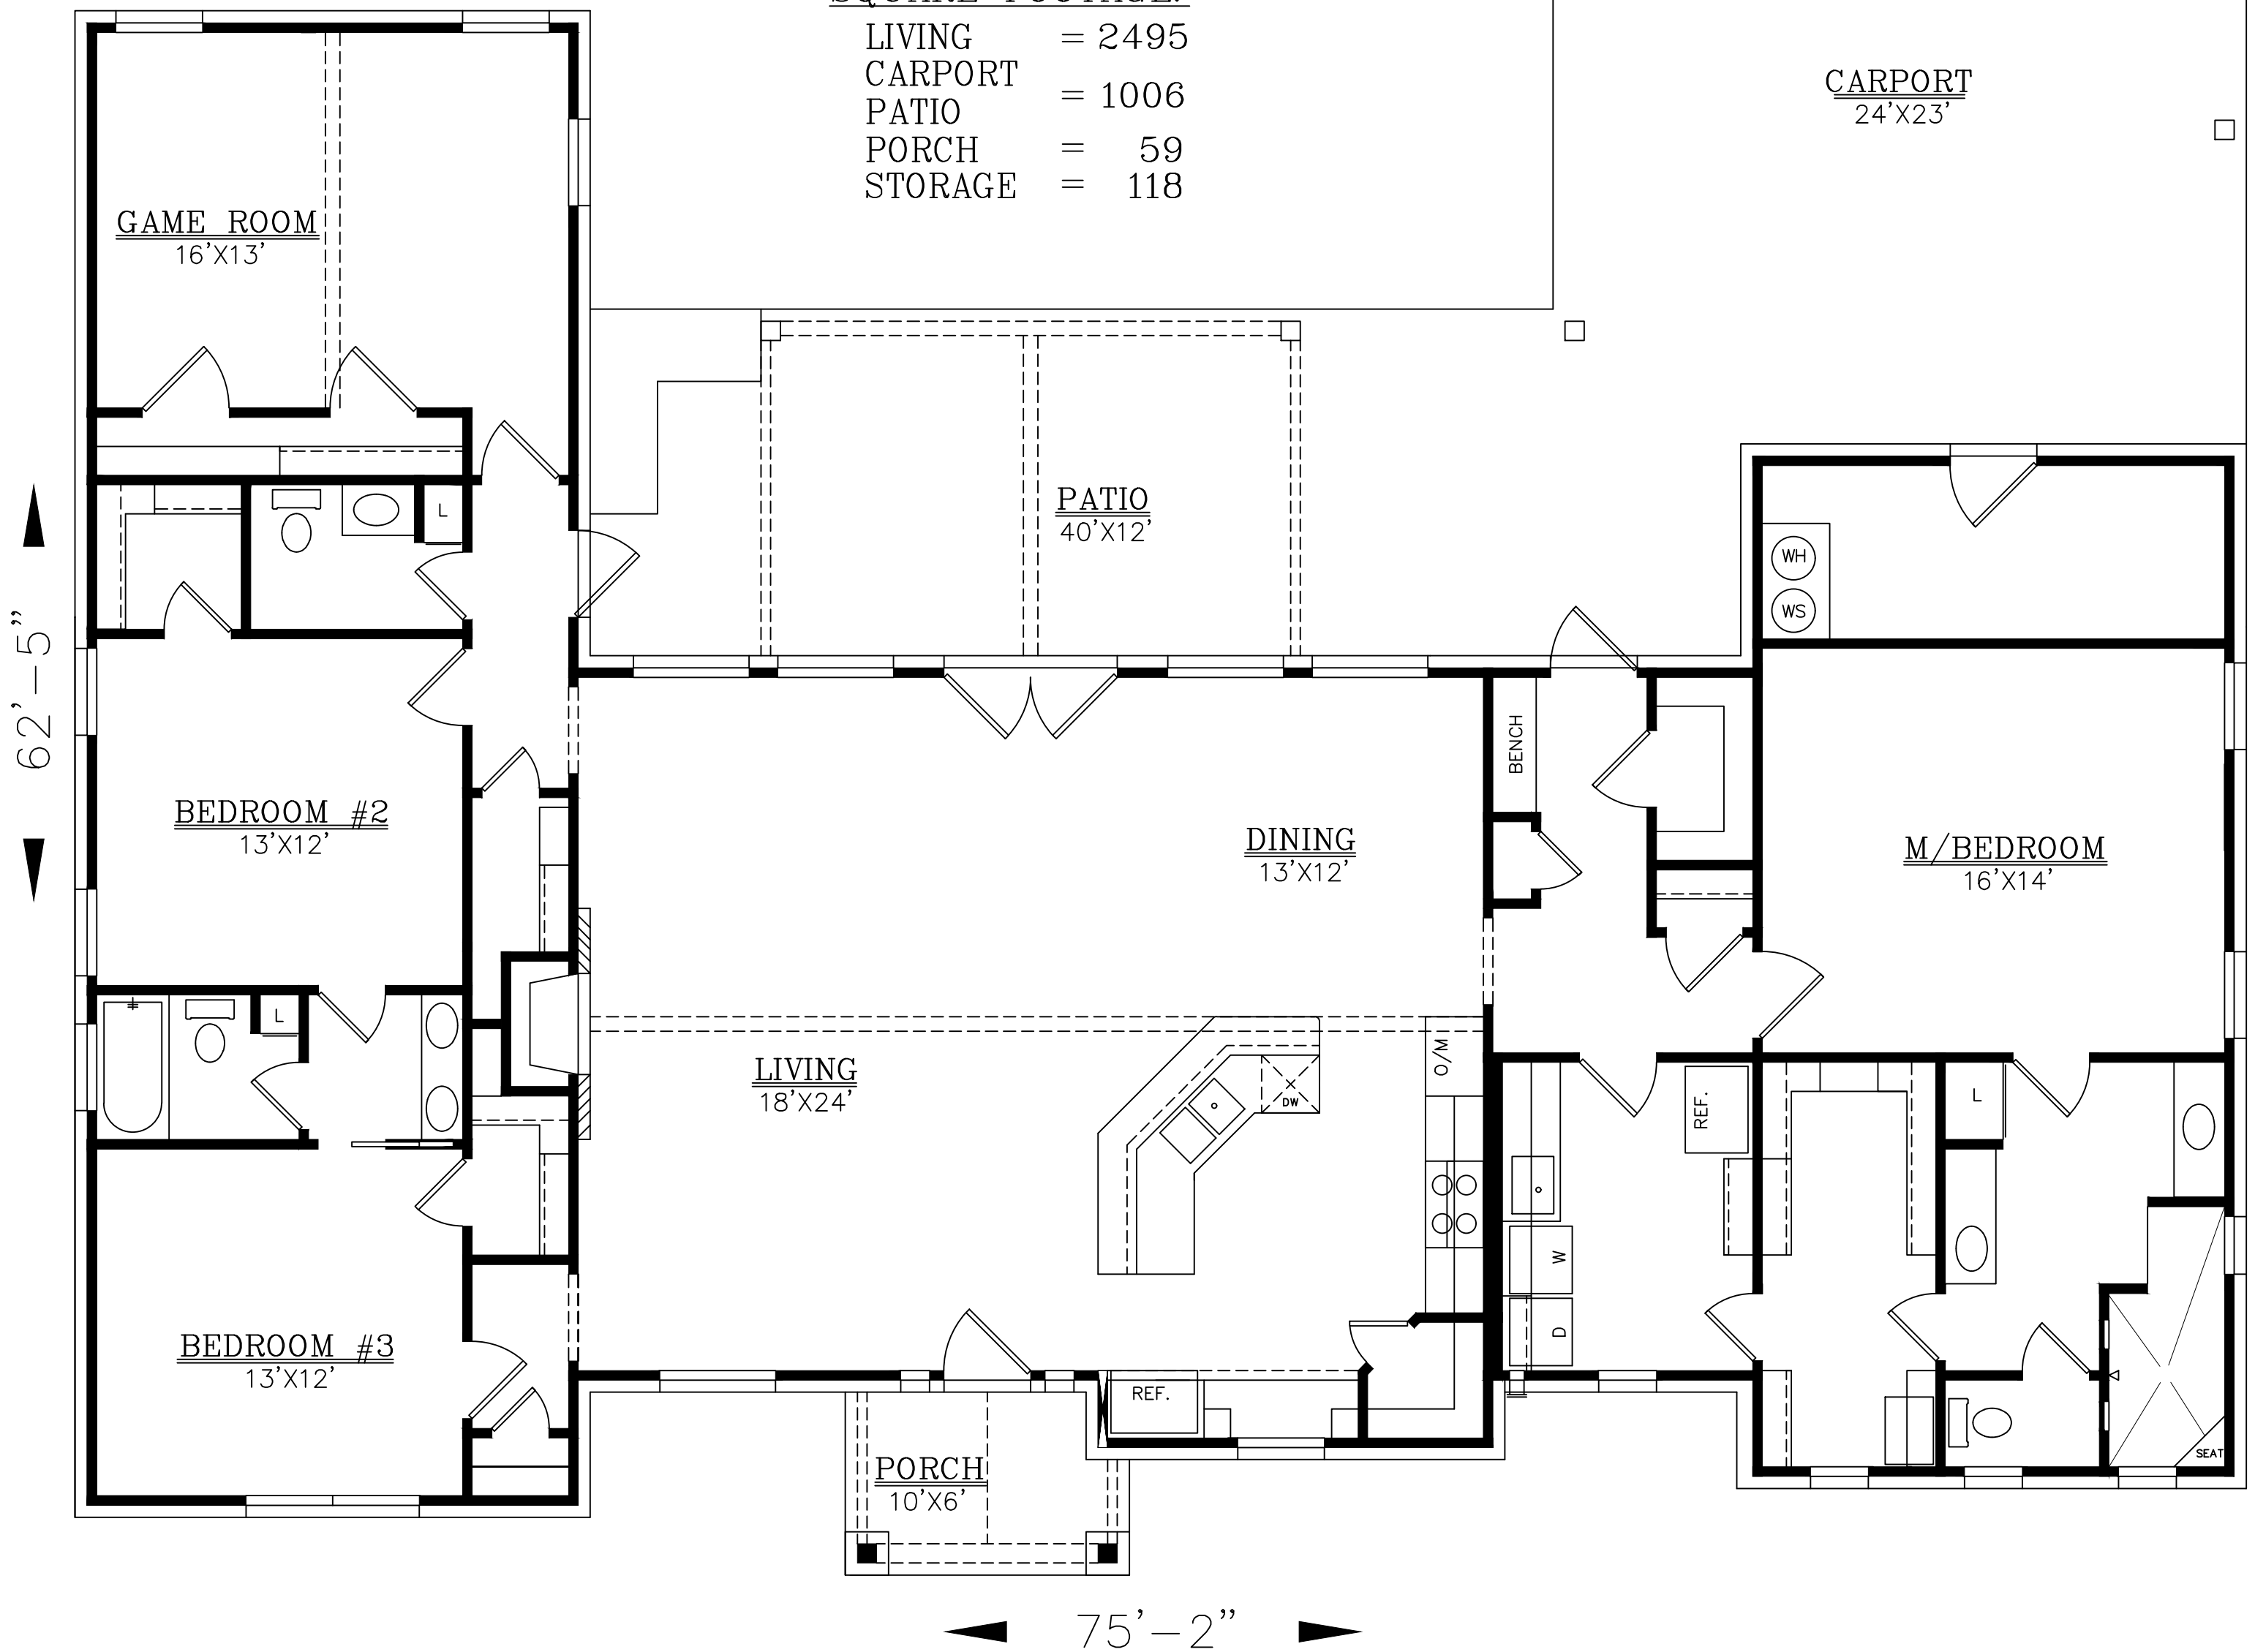 SQUARE FOOTAGE:
LIVING = 2495
CARPORT
PATIO = 1006
PORCH = 59
STORAGE = 118
CARPORT
24'X23'
GAME ROOM
16'X13'
PATIO
40'X12'
L
WH
WS
62'-5"
BENCH
BEDROOM #2
13'X12'
DINING
13'X12'
M/BEDROOM
16'X14'
L
LIVING
18'X24'
O/M
DW
REF.
L
W
D
BEDROOM #3
13'X12'
REF.
PORCH
10'X6'
SEAT
75'-2"